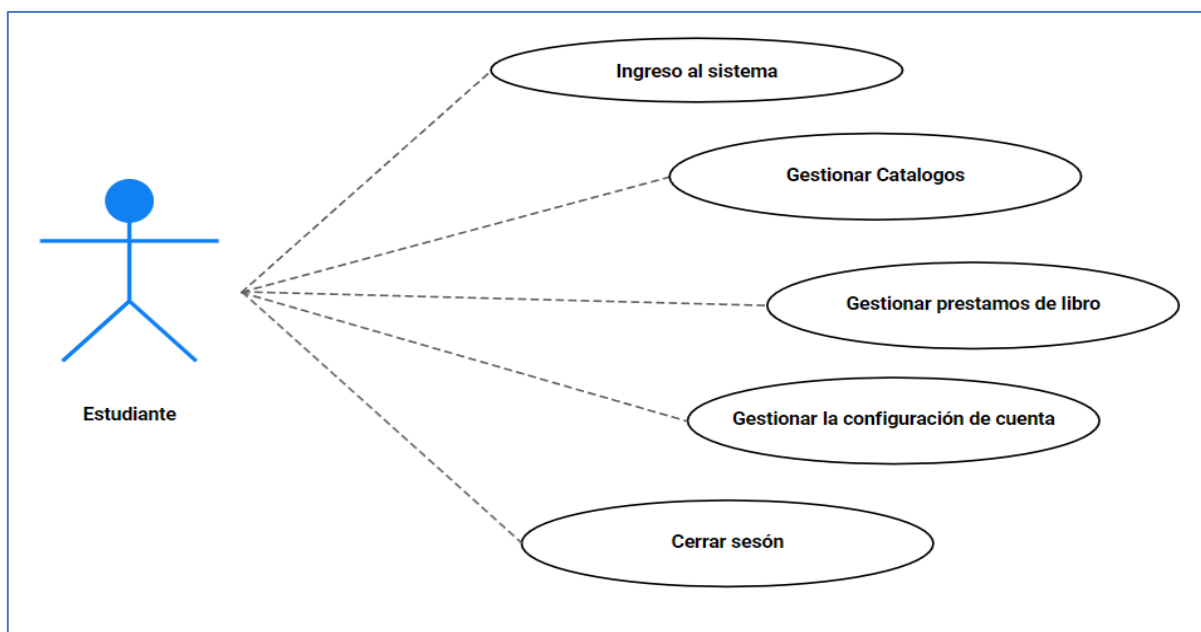 Ingreso al sistema
Gestionar Catalogos
Gestionar prestamos de libro
Gestionar la configuración de cuenta
Estudiante
Cerrar sesón